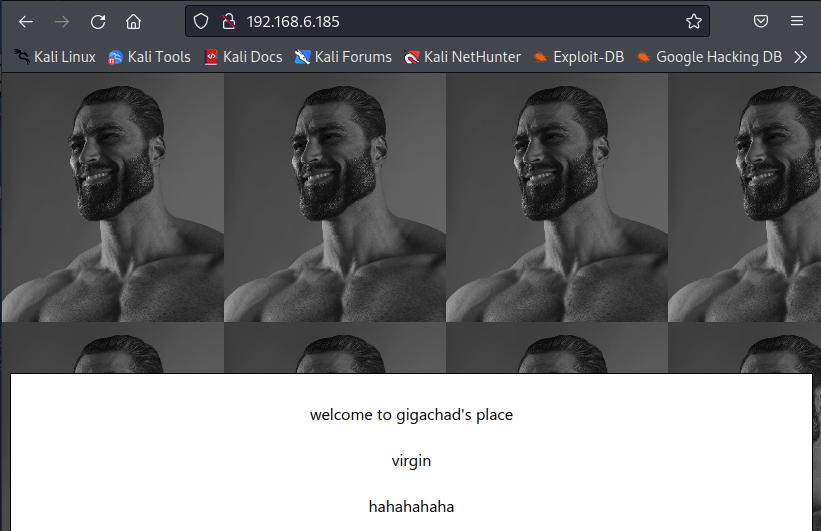 192.168.6.185
Kali Linux Kali Tools Kali Docs Kali Forums Kali NetHunter Exploit-DB Google Hacking DB
welcome to gigachad's place
virgin
hahahahaha